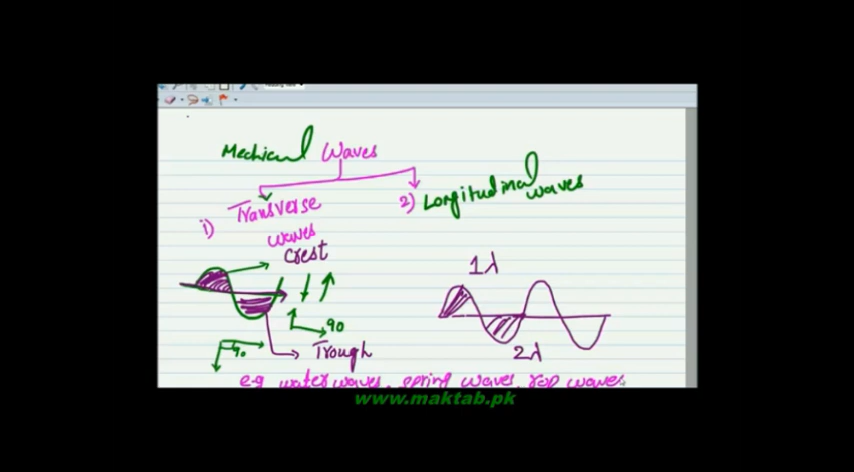 Mechical Waves
i) Transverse waves
2) Longitudinal waves
crest
1λ
90
90
Trough
2λ
e.g water waves, spring waves, rop waves
www.maktab.pk